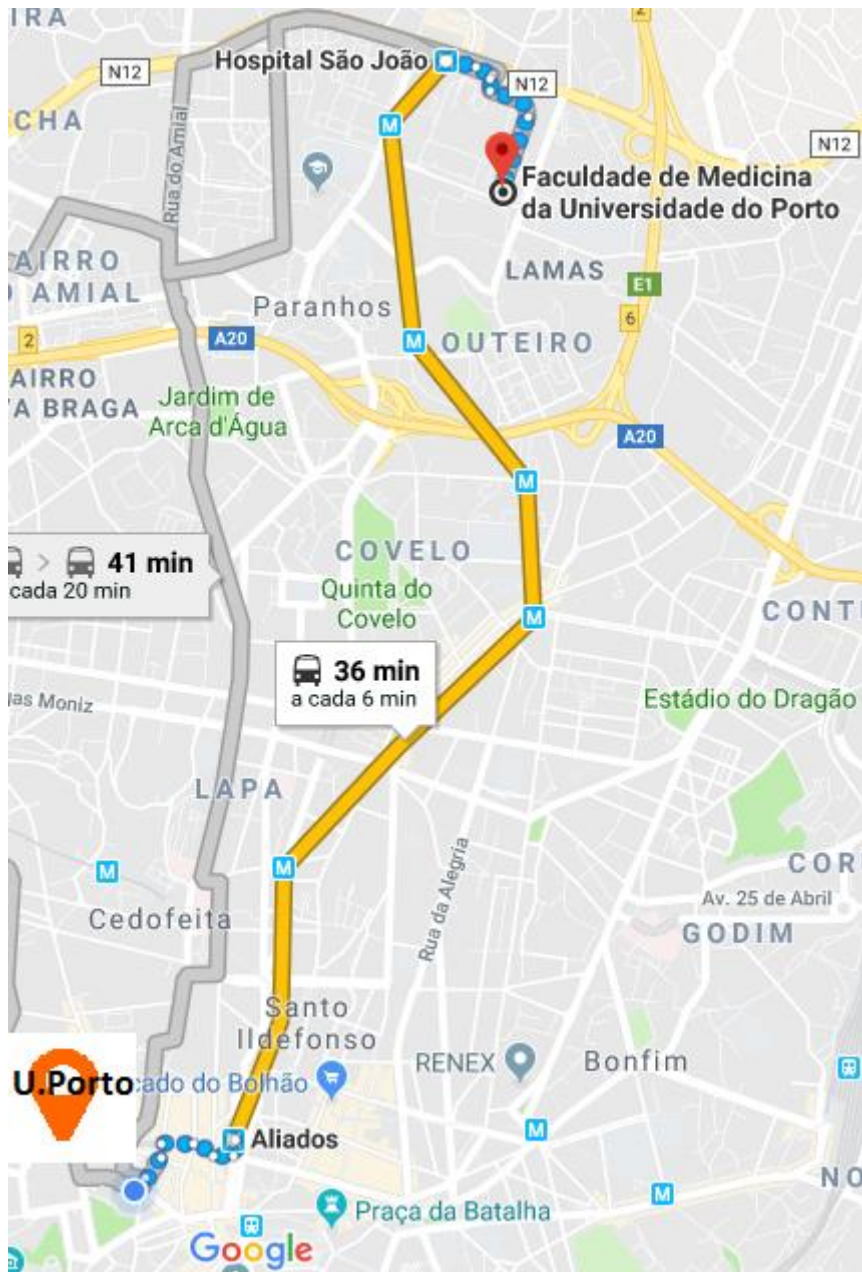 IRA
Hospital São João
N12
N12
CHA
N12
Rua do Amial
Faculdade de Medicina
da Universidade do Porto
AIRRO
O AMIAL
LAMAS
E1
Paranhos
6
2
A20
OUTEIRO
AIRRO
TA BRAGA
Jardim de
Arca d'Água
A20
M
M
M
M
COVELO
41 min
cada 20 min
Quinta do
Covelo
CONT
36 min
a cada 6 min
as Moniz
Estádio do Dragão
LAPA
M
M
COR
Av. 25 de Abril
Cedofeita
Rua da Alegria
GODIM
Santo
Ildefonso
RENEX
Bonfim
U.Porto
cado do Bolhão
Aliados
M
M
NO
Praça da Batalha
Google